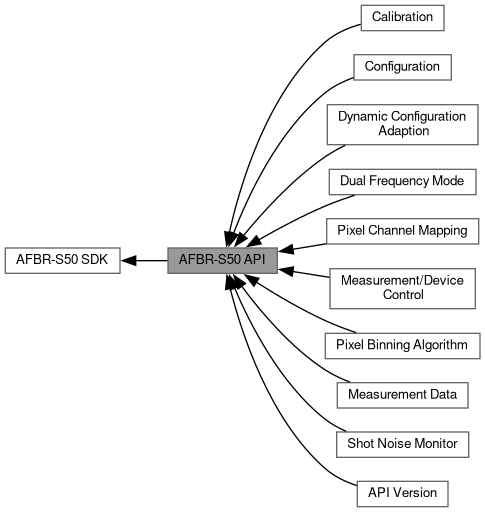 Calibration
Configuration
Dynamic Configuration
Adaption
Dual Frequency Mode
Pixel Channel Mapping
AFBR-S50 SDK
AFBR-S50 API
Measurement/Device
Control
Pixel Binning Algorithm
Measurement Data
Shot Noise Monitor
API Version